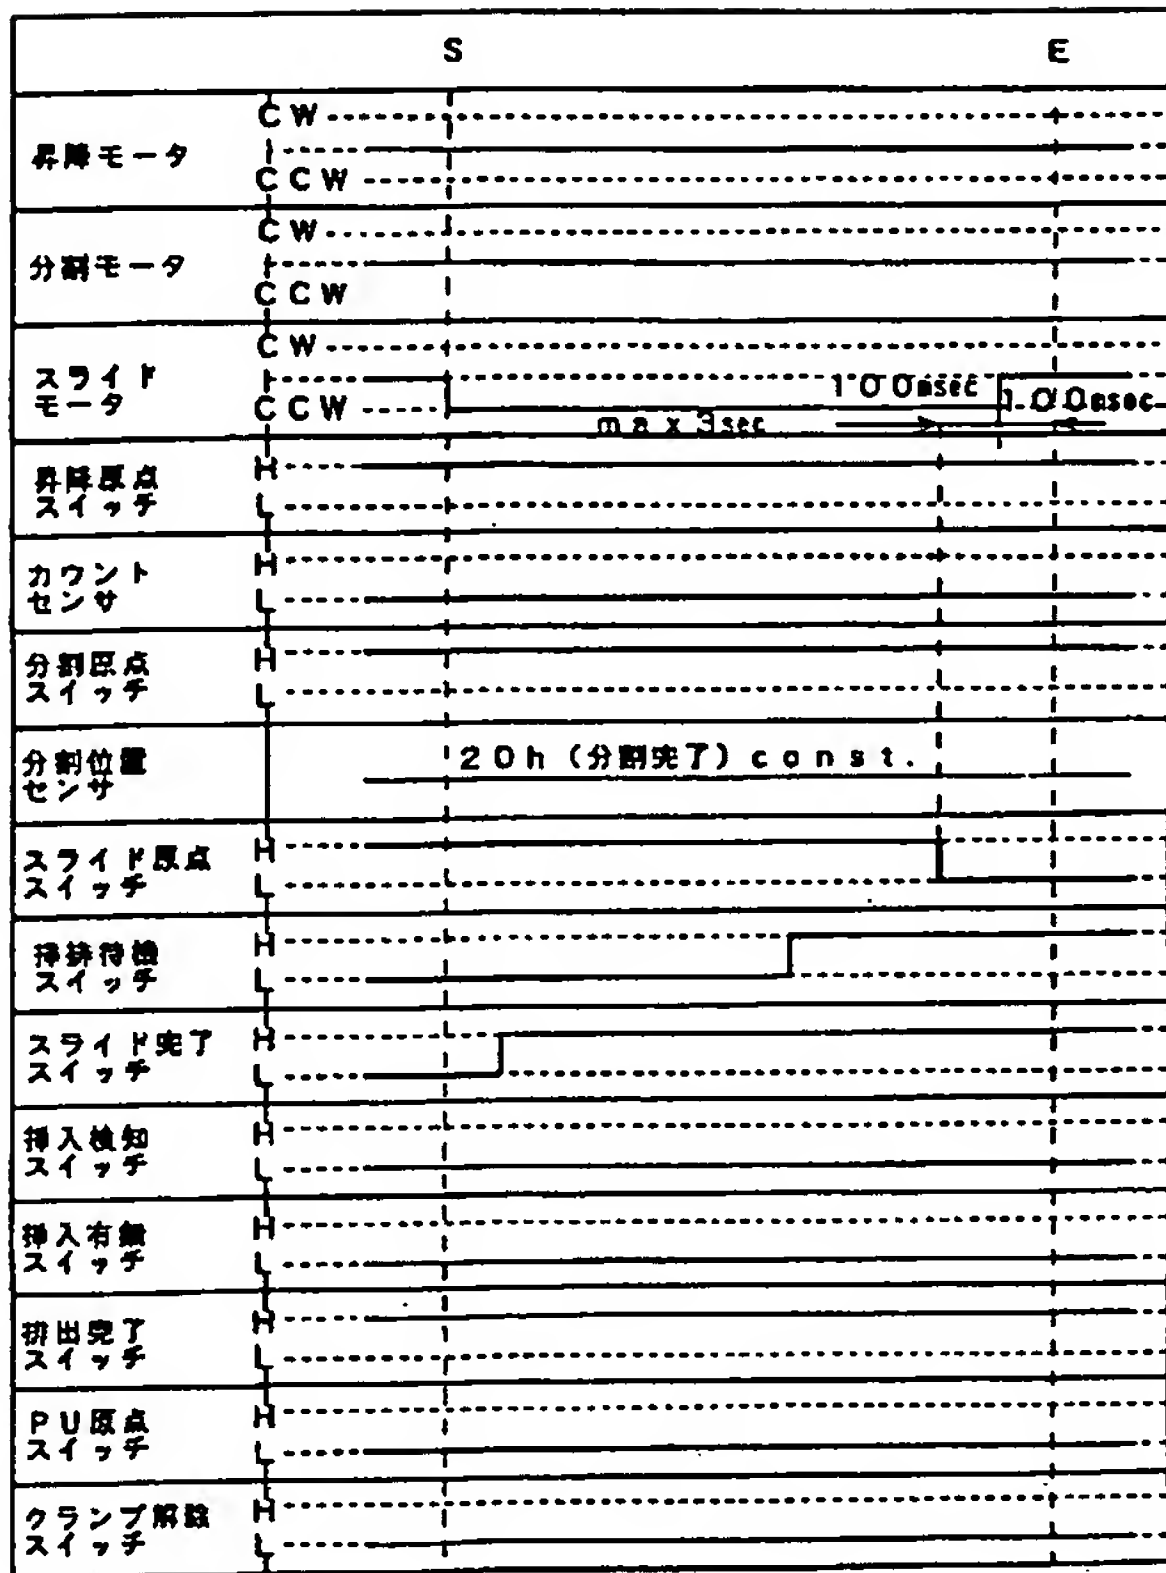 S E
昇降モータ
CW
CCW
分割モータ
CW
CCW
スライド
モータ
CW
CCW
100msec
100msec
max 3sec
昇降原点
スイッチ
H
L
カウント
センサ
H
L
分割原点
スイッチ
H
L
分割位置
センサ
20h (分割完了) const.
スライド原点
スイッチ
H
L
挿排待機
スイッチ
H
L
スライド完了
スイッチ
H
L
挿入検知
スイッチ
H
L
挿入有無
スイッチ
H
L
排出完了
スイッチ
H
L
PU原点
スイッチ
H
L
クランプ解除
スイッチ
H
L